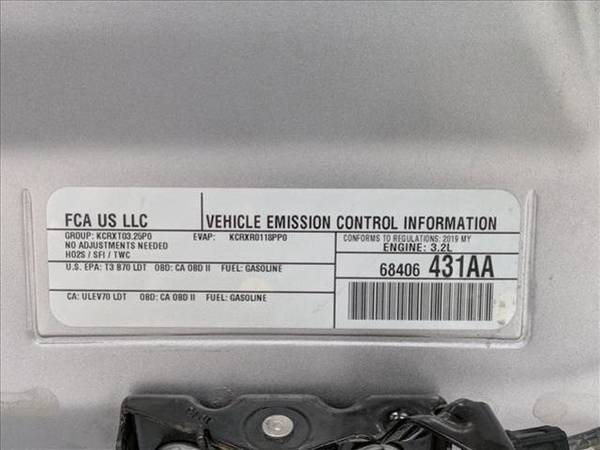 FCA US LLC
VEHICLE EMISSION CONTROL INFORMATION
GROUP: KCRXT03.25P0 EVAP: KCRXR0118PP0
NO ADJUSTMENTS NEEDED
HO2S / SFI / TWC
CONFORMS TO REGULATIONS: 2019 MY
ENGINE: 3.2L
U.S. EPA: T3 B70 LDT OBD: CA OBD II FUEL: GASOLINE
68406 431AA
CA: ULEV70 LDT OBD: CA OBD II FUEL: GASOLINE